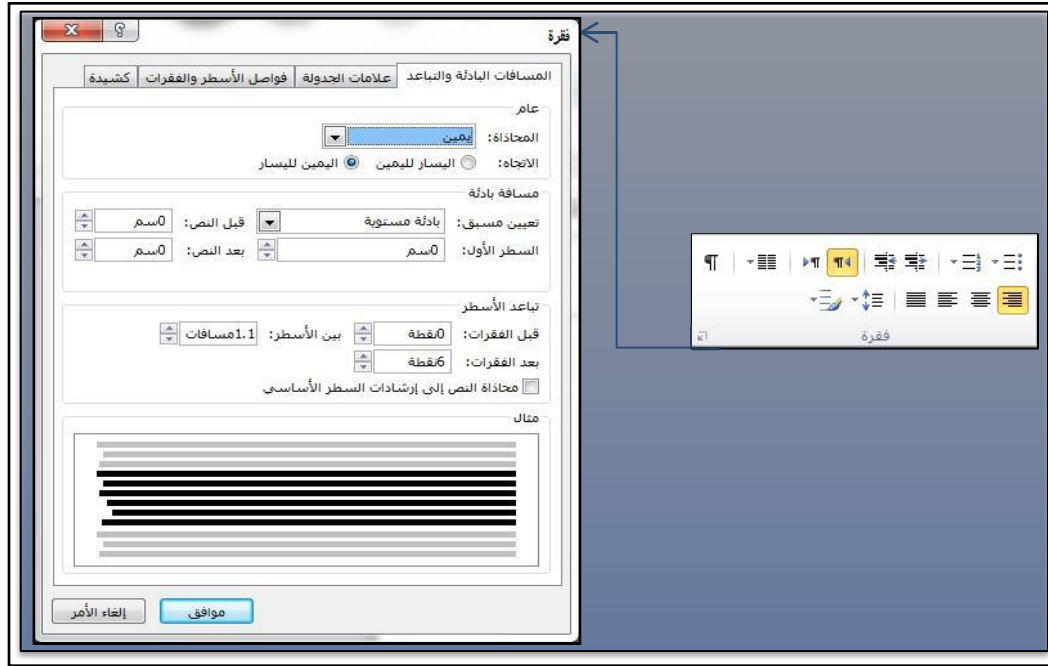 فقرة
المسافات البادئة والتباعد علامات الجدولة فواصل الأسطر والفقرات كشيدة
عام
المحاذاة: يمين
الاتجاه: اليسار لليمين اليمين لليسار
مسافة بادئة
تعيين مسبق: بادئة مستوية قبل النص: 0سم
السطر الأول: 0سم بعد النص: 0سم
تباعد الأسطر
قبل الفقرات: 0نقطة بين الأسطر: 1.1مسافات
بعد الفقرات: 6نقطة
محاذاة النص إلى إرشادات السطر الأساسي
مثال
موافق إلغاء الأمر
فقرة